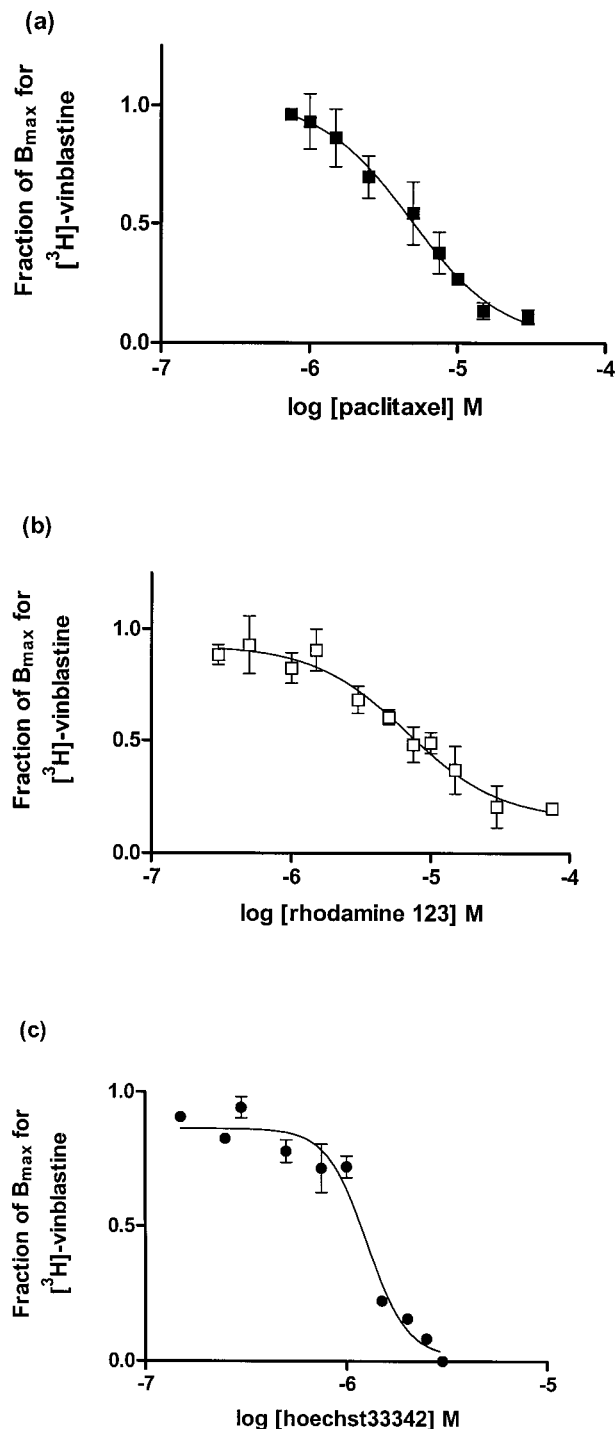 (a)
Fraction of Bmax for
[³H]-vinblastine
1.0
0.5
0.0
-7
-6
-5
-4
log [paclitaxel] M
(b)
Fraction of Bmax for
[³H]-vinblastine
1.0
0.5
0.0
-7
-6
-5
-4
log [rhodamine 123] M
(c)
Fraction of Bmax for
[³H]-vinblastine
1.0
0.5
0.0
-7
-6
-5
log [hoechst33342] M